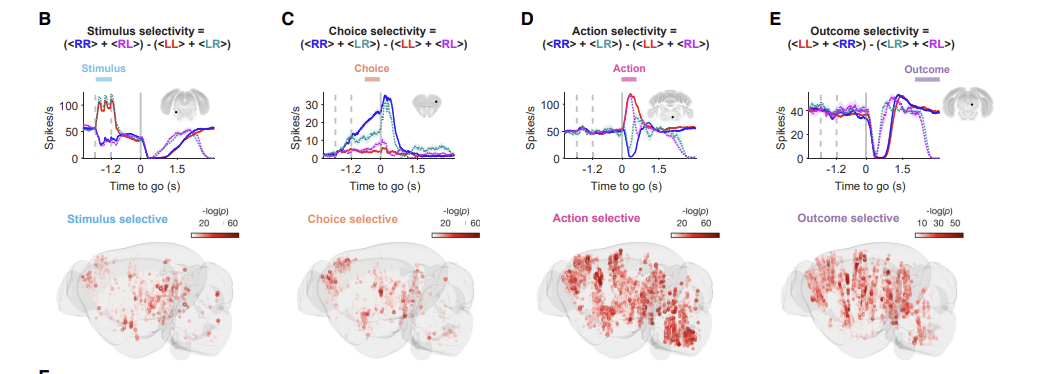 B
Stimulus selectivity =
(<RR> + <RL>) - (<LL> + <LR>)
Stimulus
Spikes/s
100
50
0
-1.2 0 1.5
Time to go (s)
Stimulus selective
-log(p)
20 60
C
Choice selectivity =
(<RR> + <LR>) - (<LL> + <RL>)
Choice
Spikes/s
30
20
10
0
-1.2 0 1.5
Time to go (s)
Choice selective
-log(p)
20 60
D
Action selectivity =
(<RR> + <LR>) - (<LL> + <RL>)
Action
Spikes/s
100
50
0
-1.2 0 1.5
Time to go (s)
Action selective
-log(p)
20 60
E
Outcome selectivity =
(<LL> + <RR>) - (<LR> + <RL>)
Outcome
Spikes/s
40
20
0
-1.2 0 1.5
Time to go (s)
Outcome selective
-log(p)
10 30 50